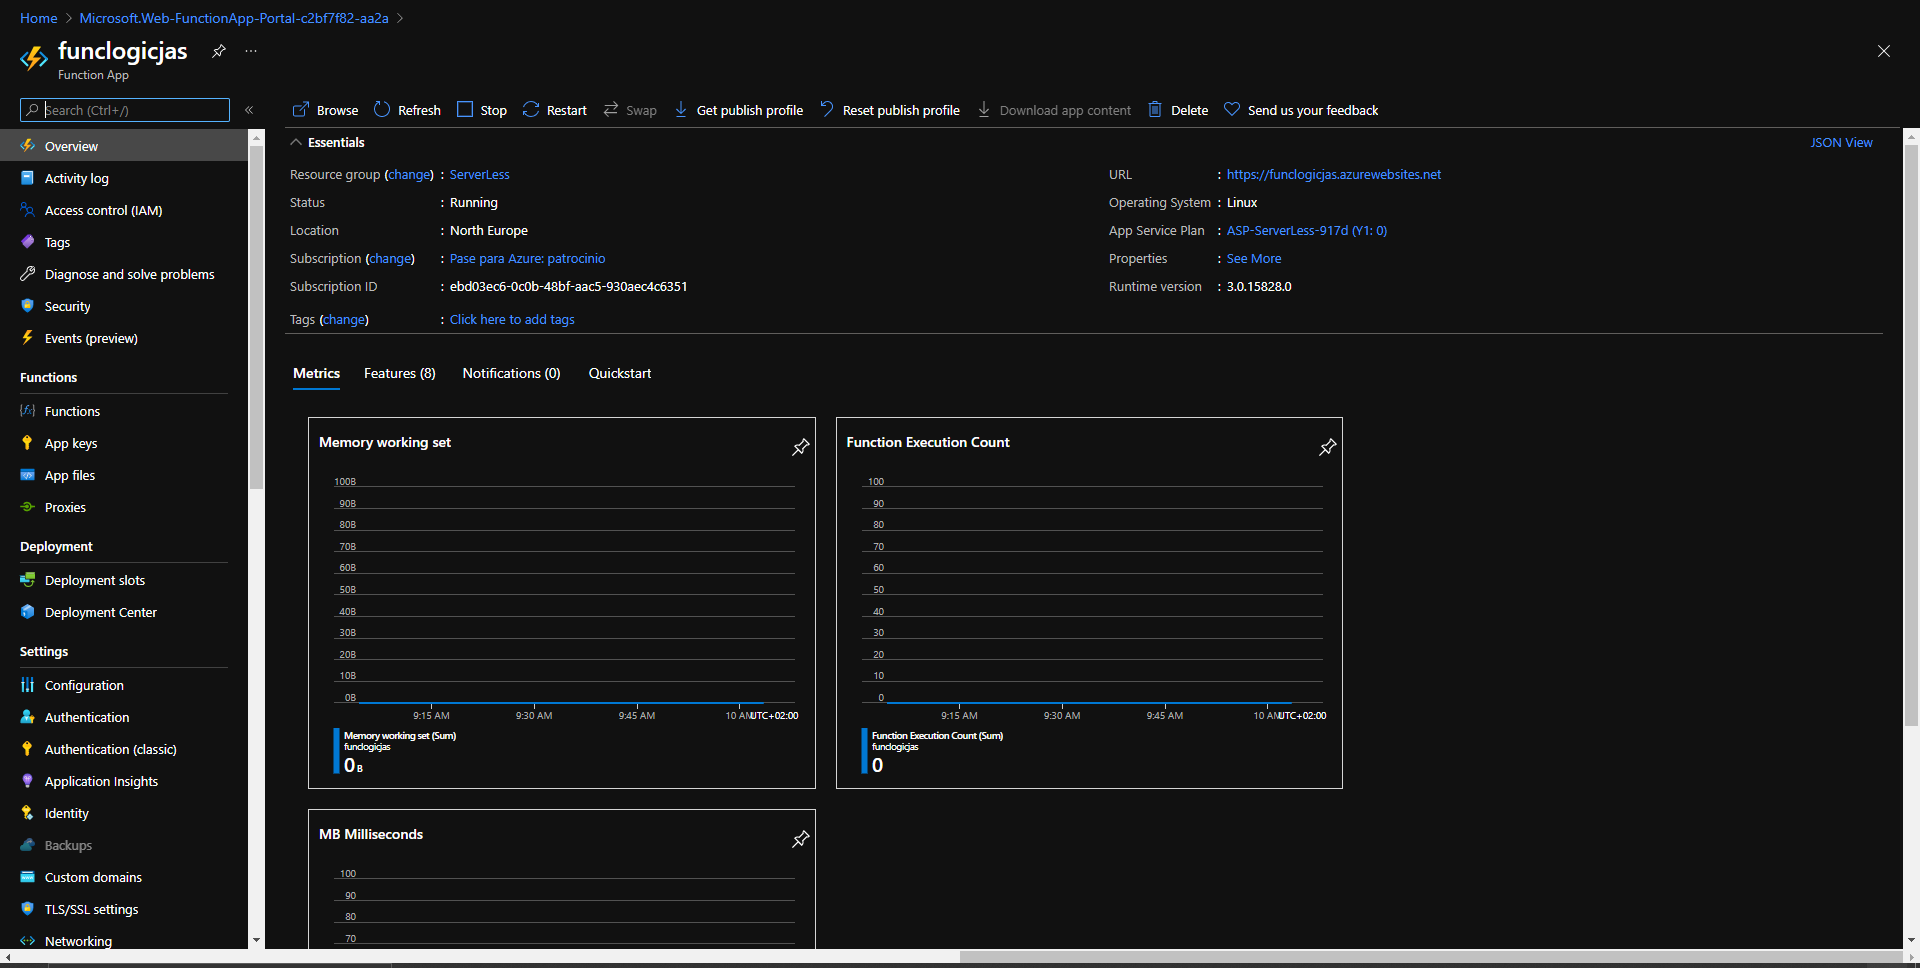 Home > Microsoft.Web-FunctionApp-Portal-c2bf7f82-aa2a >
funclogicjas ...
Function App
Search (Ctrl+/) «
Browse Refresh Stop Restart Swap Get publish profile Reset publish profile Download app content Delete Send us your feedback
Overview
Activity log
Access control (IAM)
Tags
Diagnose and solve problems
Security
Events (preview)
Functions
Functions
App keys
App files
Proxies
Deployment
Deployment slots
Deployment Center
Settings
Configuration
Authentication
Authentication (classic)
Application Insights
Identity
Backups
Custom domains
TLS/SSL settings
Networking
Essentials JSON View
Resource group (change) : ServerLess
Status : Running
Location : North Europe
Subscription (change) : Pase para Azure: patrocinio
Subscription ID : ebd03ec6-0c0b-48bf-aac5-930aec4c6351
Tags (change) : Click here to add tags
URL : https://funclogicjas.azurewebsites.net
Operating System : Linux
App Service Plan : ASP-ServerLess-917d (Y1: 0)
Properties : See More
Runtime version : 3.0.15828.0
Metrics Features (8) Notifications (0) Quickstart
Memory working set
100B
90B
80B
70B
60B
50B
40B
30B
20B
10B
0B
9:15 AM 9:30 AM 9:45 AM 10 AM UTC+02:00
Memory working set (Sum)
funclogicjas
0 B
Function Execution Count
100
90
80
70
60
50
40
30
20
10
0
9:15 AM 9:30 AM 9:45 AM 10 AM UTC+02:00
Function Execution Count (Sum)
funclogicjas
0
MB Milliseconds
100
90
80
70